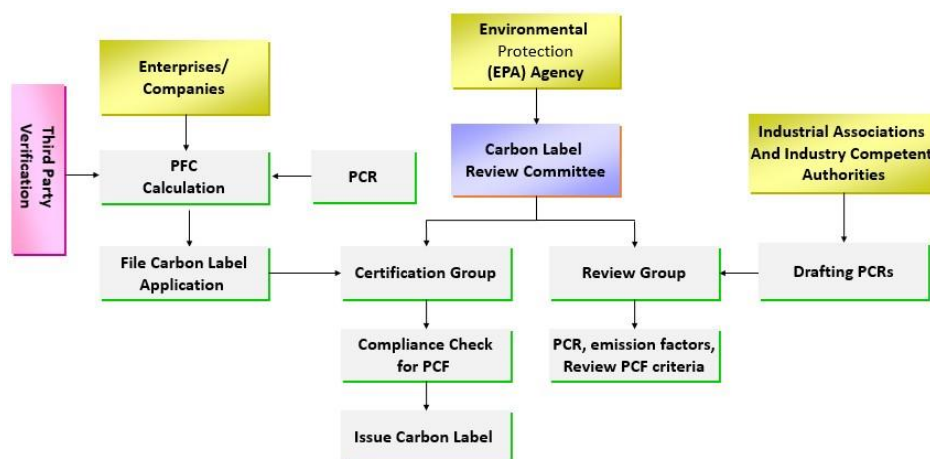 Environmental
Protection
(EPA) Agency
Enterprises/
Companies
Third Party
Verification
Industrial Associations
And Industry Competent
Authorities
PFC
Calculation
PCR
Carbon Label
Review Committee
File Carbon Label
Application
Certification Group
Review Group
Drafting PCRs
Compliance Check
for PCF
PCR, emission factors,
Review PCF criteria
Issue Carbon Label